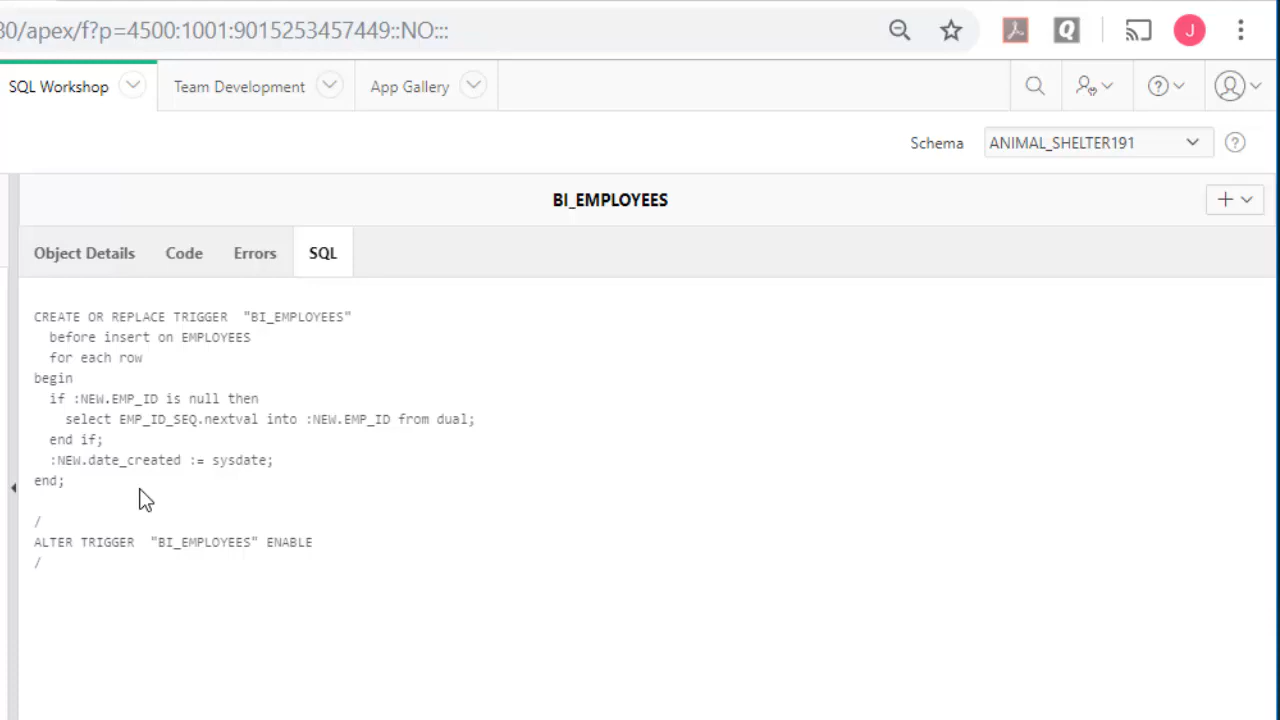 30/apex/f?p=4500:1001:9015253457449::NO:::
J
SQL Workshop
Team Development
App Gallery
Schema
ANIMAL_SHELTER191
BI_EMPLOYEES
Object Details
Code
Errors
SQL
CREATE OR REPLACE TRIGGER  "BI_EMPLOYEES"
  before insert on EMPLOYEES
  for each row
begin
  if :NEW.EMP_ID is null then
    select EMP_ID_SEQ.nextval into :NEW.EMP_ID from dual;
  end if;
  :NEW.date_created := sysdate;
end;
/
ALTER TRIGGER  "BI_EMPLOYEES" ENABLE
/